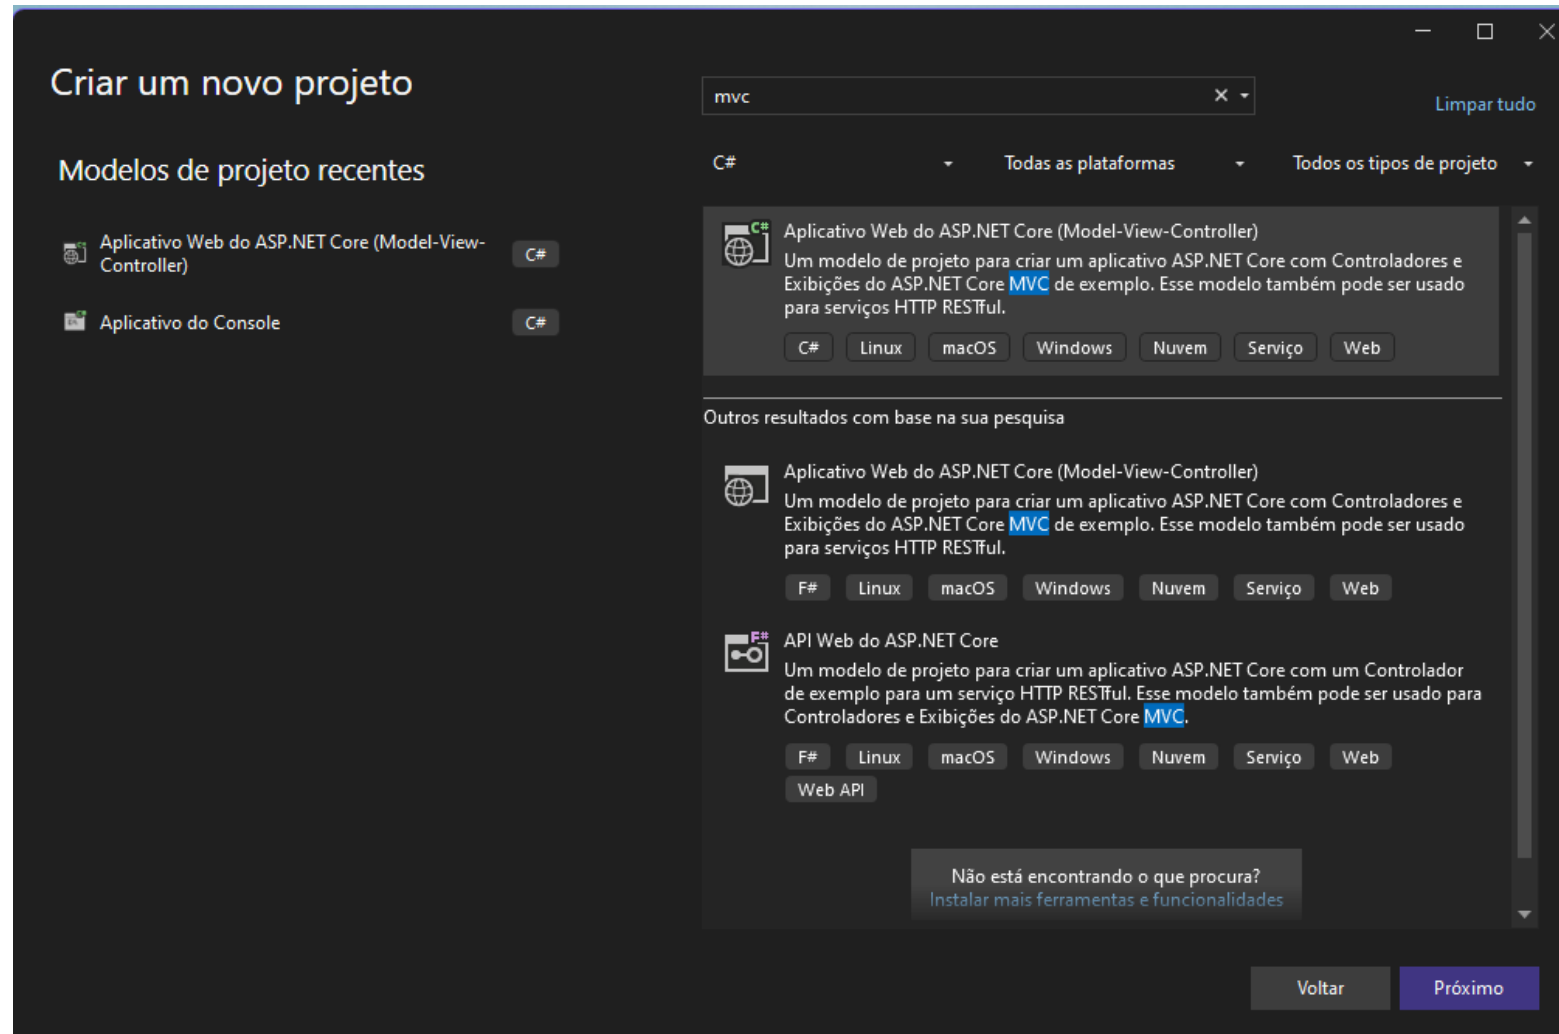 Criar um novo projeto
Modelos de projeto recentes
Aplicativo Web do ASP.NET Core (Model-View-
Controller)
C#
Aplicativo do Console
C#
mvc
Limpar tudo
C#
Todas as plataformas
Todos os tipos de projeto
Aplicativo Web do ASP.NET Core (Model-View-Controller)
Um modelo de projeto para criar um aplicativo ASP.NET Core com Controladores e
Exibições do ASP.NET Core MVC de exemplo. Esse modelo também pode ser usado
para serviços HTTP RESTful.
C# Linux macOS Windows Nuvem Serviço Web
Outros resultados com base na sua pesquisa
Aplicativo Web do ASP.NET Core (Model-View-Controller)
Um modelo de projeto para criar um aplicativo ASP.NET Core com Controladores e
Exibições do ASP.NET Core MVC de exemplo. Esse modelo também pode ser usado
para serviços HTTP RESTful.
F# Linux macOS Windows Nuvem Serviço Web
F#
API Web do ASP.NET Core
Um modelo de projeto para criar um aplicativo ASP.NET Core com um Controlador
de exemplo para um serviço HTTP RESTful. Esse modelo também pode ser usado para
Controladores e Exibições do ASP.NET Core MVC.
F# Linux macOS Windows Nuvem Serviço Web
Web API
Não está encontrando o que procura?
Instalar mais ferramentas e funcionalidades
Voltar
Próximo